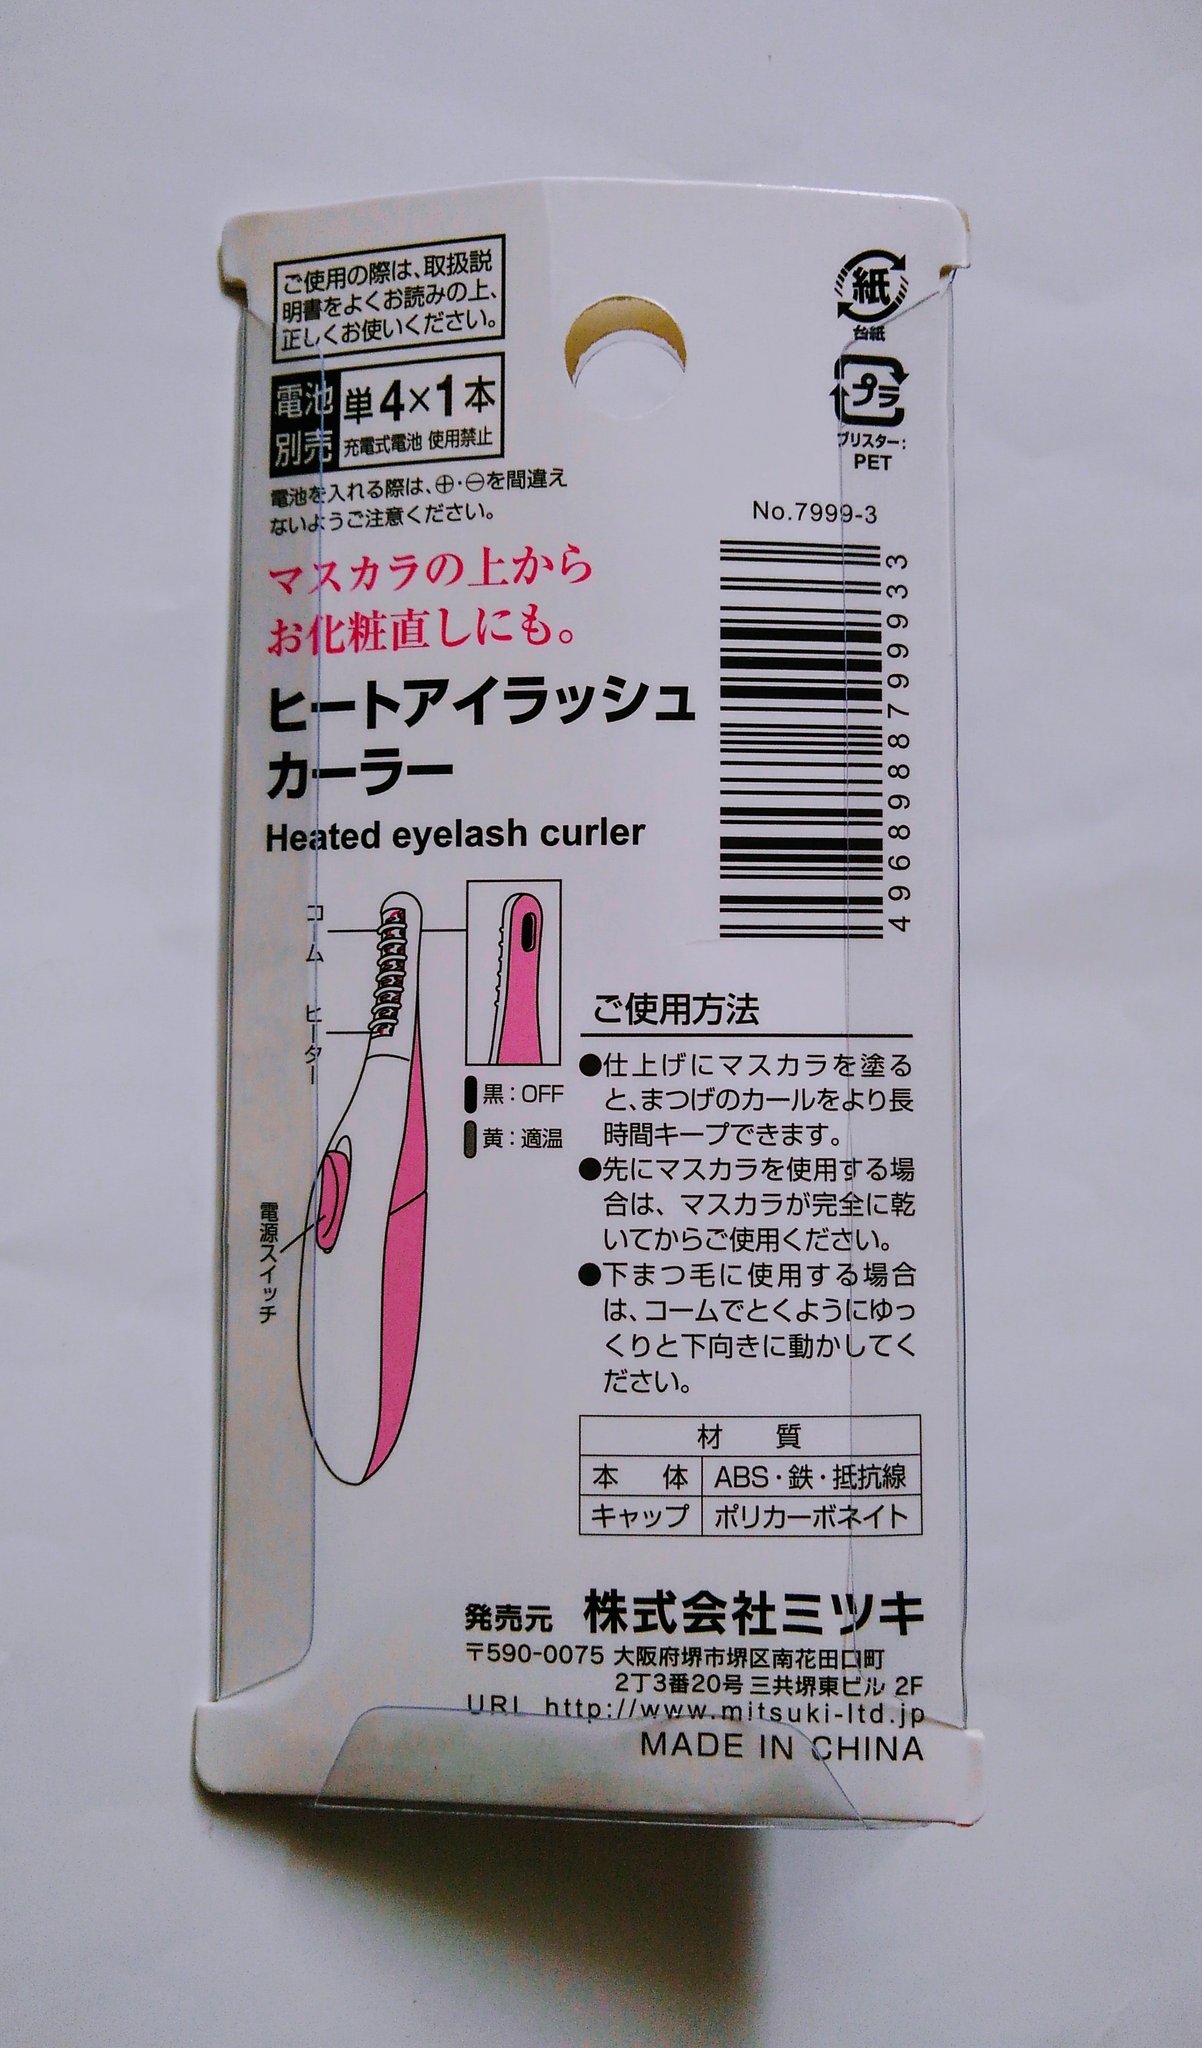 ご使用の際は、取扱説
明書をよくお読みの上、
正しくお使いください。
電池
別売
単4×1本
充電式電池 使用禁止
電池を入れる際は、⊕・⊖を間違え
ないようご注意ください。
紙
台紙
プラ
ブリスター:
PET
No.7999-3
4968988799933
マスカラの上から
お化粧直しにも。
ヒートアイラッシュ
カーラー
Heated eyelash curler
コーム
ヒーター
黒:OFF
黄:適温
電源スイッチ
ご使用方法
●仕上げにマスカラを塗る
と、まつげのカールをより長
時間キープできます。
●先にマスカラを使用する場
合は、マスカラが完全に乾
いてからご使用ください。
●下まつ毛に使用する場合
は、コームでとくようにゆっ
くりと下向きに動かしてく
ださい。
材 質
本 体 ABS・鉄・抵抗線
キャップ ポリカーボネイト
発売元 株式会社ミツキ
〒590-0075 大阪府堺市堺区南花田口町
2丁3番20号 三共堺東ビル 2F
URL http://www.mitsuki-ltd.jp
MADE IN CHINA